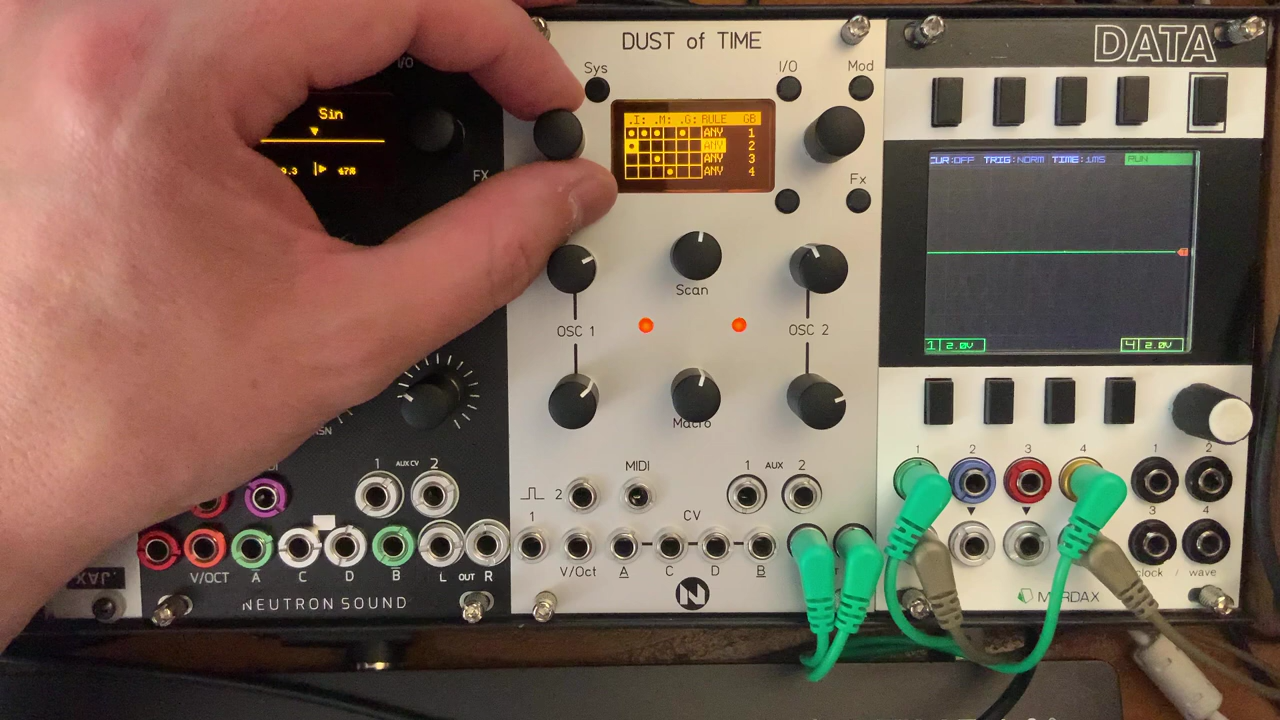 DUST of TIME
DATA
I/O
Sys
I/O
Mod
Sin
.I: .M: .G: RULE GB
ANY 1
ANY 2
ANY 3
ANY 4
47%
FX
Fx
CUR:OFF TRIG:NORM TIME:1MS RUN
Scan
OSC 1
OSC 2
1 2.0V
4 2.0V
Macro
1 AUX CV 2
MIDI
1 AUX 2
2
1
CV
1 2 3 4
1 2
3 4
V/OCT A C D B L OUT R
V/Oct A C D B
clock / wave
NEUTRON SOUND
N